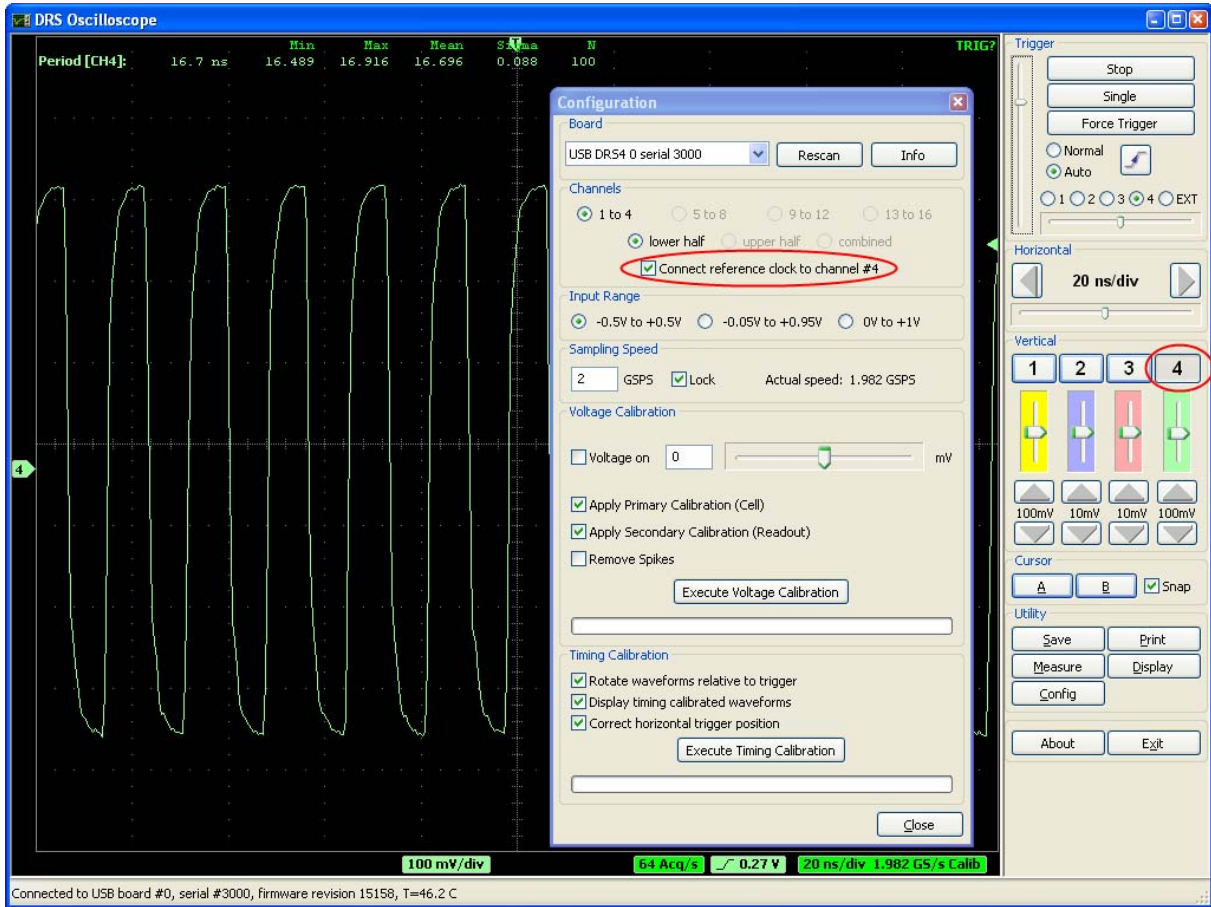 DRS Oscilloscope
Min Max Mean Sigma N TRIG?
Period [CH4]: 16.7 ns 16.489 16.916 16.696 0.088 100
T
4
100 mV/div
64 Acq/s
0.27 V
20 ns/div 1.982 GS/s Calib
Configuration
Board
USB DRS4 0 serial 3000
Rescan
Info
Channels
1 to 4 5 to 8 9 to 12 13 to 16
lower half upper half combined
Connect reference clock to channel #4
Input Range
-0.5V to +0.5V -0.05V to +0.95V 0V to +1V
Sampling Speed
2 GSPS Lock Actual speed: 1.982 GSPS
Voltage Calibration
Voltage on 0 mV
Apply Primary Calibration (Cell)
Apply Secondary Calibration (Readout)
Remove Spikes
Execute Voltage Calibration
Timing Calibration
Rotate waveforms relative to trigger
Display timing calibrated waveforms
Correct horizontal trigger position
Execute Timing Calibration
Close
Trigger
Stop
Single
Force Trigger
Normal
Auto
1 2 3 4 EXT
Horizontal
20 ns/div
Vertical
1 2 3 4
100mV 10mV 10mV 100mV
Cursor
A B Snap
Utility
Save Print
Measure Display
Config
About Exit
Connected to USB board #0, serial #3000, firmware revision 15158, T=46.2 C